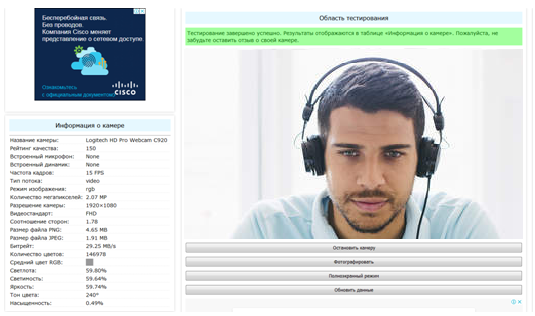 Бесперебойная связь.
Без проводов.
Компания Cisco меняет
представление о сетевом доступе.
Ознакомьтесь
с официальным документом
CISCO
Информация о камере
Название камеры: Logitech HD Pro Webcam C920
Рейтинг качества: 150
Встроенный микрофон: None
Встроенный динамик: None
Частота кадров: 15 FPS
Тип потока: video
Режим изображения: rgb
Количество мегапикселей: 2.07 MP
Разрешение камеры: 1920×1080
Видеостандарт: FHD
Соотношение сторон: 1.78
Размер файла PNG: 4.65 MB
Размер файла JPEG: 1.91 MB
Битрейт: 29.25 MB/s
Количество цветов: 146978
Средний цвет RGB:
Светлота: 59.80%
Светимость: 59.64%
Яркость: 59.74%
Тон цвета: 240°
Насыщенность: 0.49%
Область тестирования
Тестирование завершено успешно. Результаты отображаются в таблице «Информация о камере». Пожалуйста, не
забудьте оставить отзыв о своей камере.
Остановить камеру
Фотографировать
Полноэкранный режим
Обновить данные